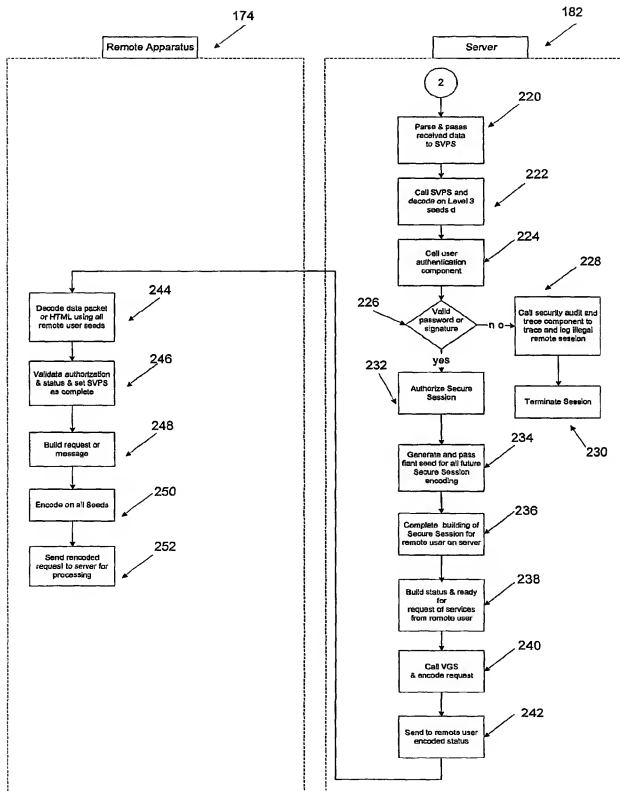 Remote Apparatus
174
Server
182
2
220
Parse & pases
received data
to SVPS
222
Call SVPS and
decode on Level 3
seeds d
224
Call user
authentication
component
226
Valid
password or
signature
no
yes
228
Call security audit and
trace component to
trace and log illegal
remote session
Terminate Session
230
232
Authorize Secure
Session
234
Generate and pass
seed for all future
Secure Session
encoding
236
Complete building of
Secure Session for
remote user on server
238
Build status & ready
for
request of services
from remote user
240
Call VGS
& encode request
242
Send to remote user
encoded status
244
Decode data packet
or HTML using all
remote user seeds
246
Validate authorization
& status & set SVPS
as complete
248
Build request or
message
250
Encode on all Seeds
252
Send rencoded
request to server for
processing